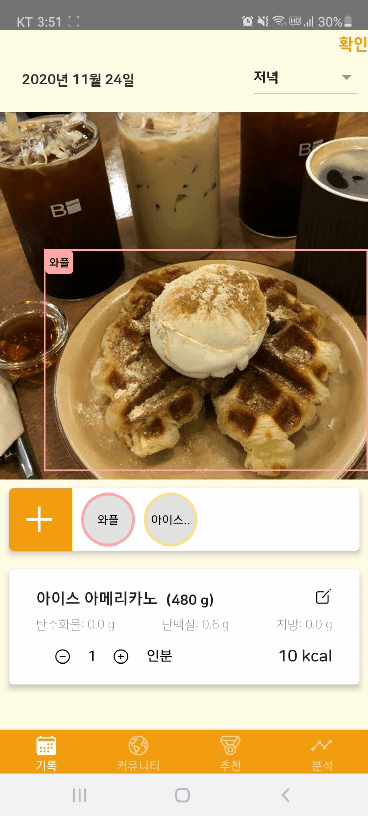 KT 3:51 30%
확인
2020년 11월 24일 저녁
와플
와플 아이스..
아이스 아메리카노 (480 g)
탄수화물: 0.0 g 단백질: 0.6 g 지방: 0.0 g
1 인분 10 kcal
기록 커뮤니티 추천 분석